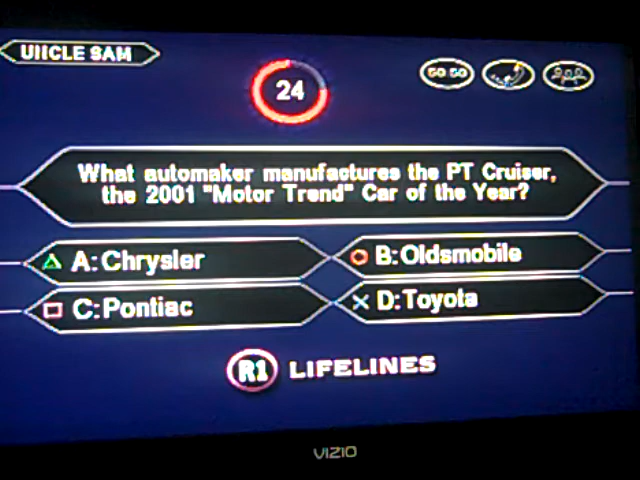 UNCLE SAM
24
50:50
What automaker manufactures the PT Cruiser,
the 2001 "Motor Trend" Car of the Year?
A: Chrysler
B: Oldsmobile
C: Pontiac
D: Toyota
R1 LIFELINES
VIZIO